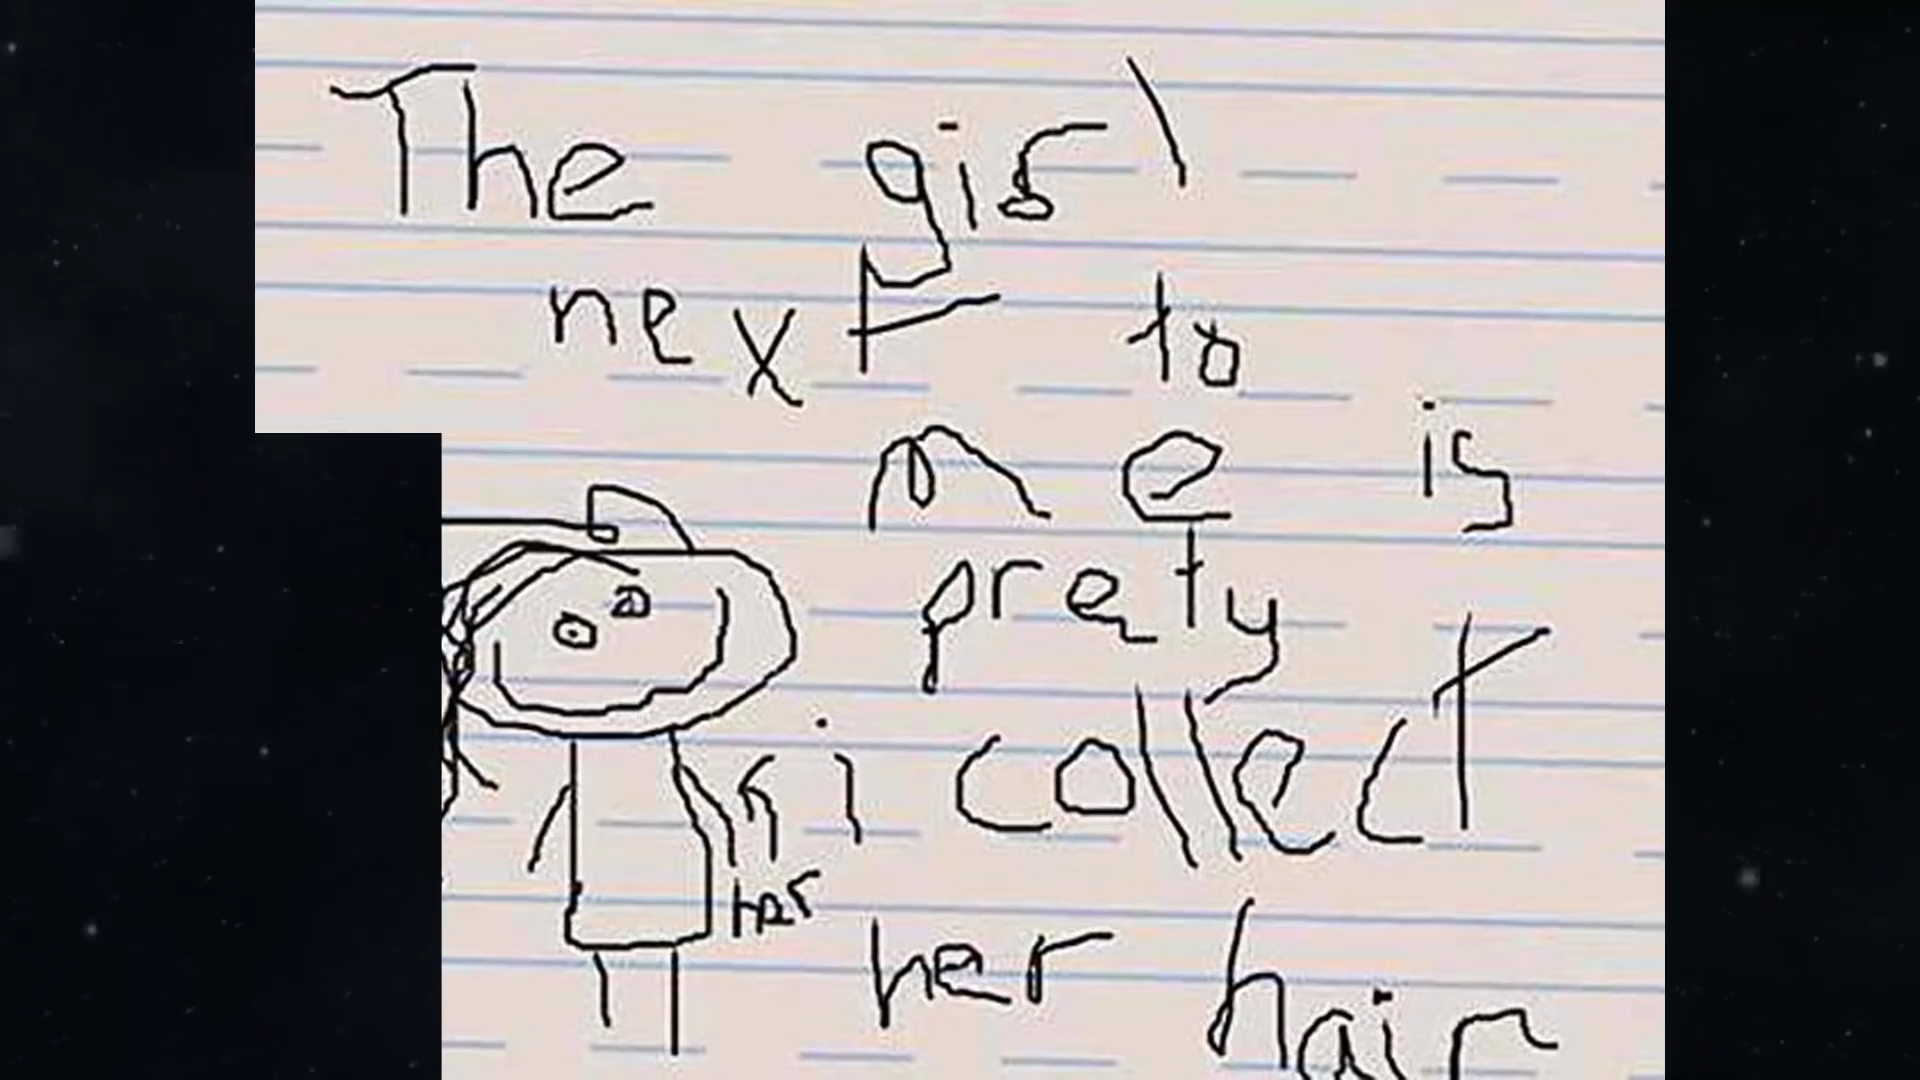 The girl
next to
me is
prety
i collect
her
her hair